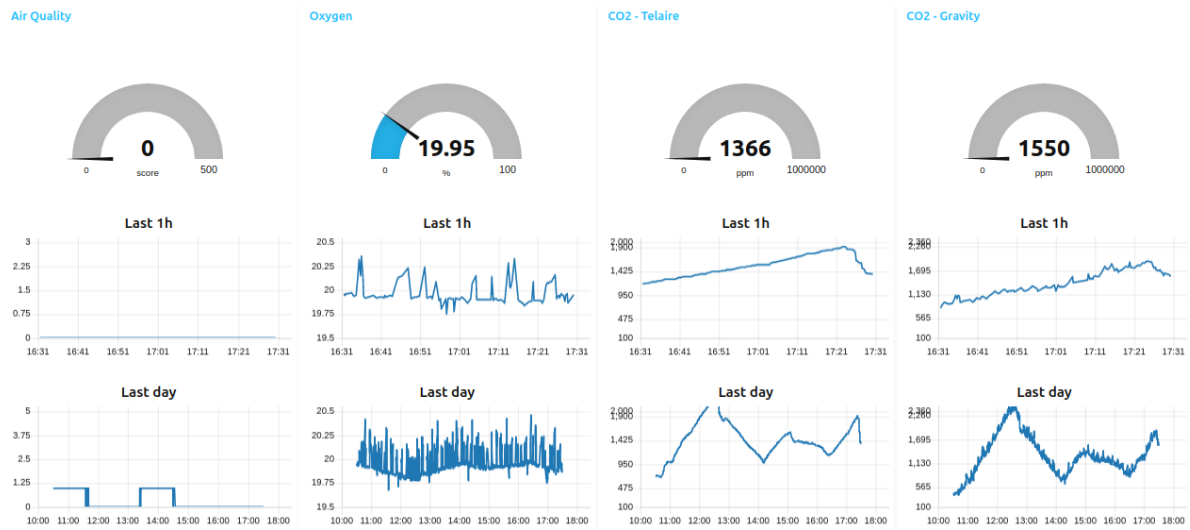 Air Quality
0
0 score 500
Last 1h
3
2.25
1.5
0.75
0
16:31 16:41 16:51 17:01 17:11 17:21 17:31
Last day
5
3.75
2.5
1.25
0
10:00 11:00 12:00 13:00 14:00 15:00 16:00 17:00 18:00
Oxygen
19.95
0 % 100
Last 1h
20.5
20.25
20
19.75
19.5
16:31 16:41 16:51 17:01 17:11 17:21 17:31
Last day
20.5
20.25
20
19.75
19.5
10:00 11:00 12:00 13:00 14:00 15:00 16:00 17:00 18:00
CO2 - Telaire
1366
0 ppm 1000000
Last 1h
2,000
1,900
1,425
950
475
100
16:31 16:41 16:51 17:01 17:11 17:21 17:31
Last day
2,000
1,900
1,425
950
475
100
10:00 11:00 12:00 13:00 14:00 15:00 16:00 17:00 18:00
CO2 - Gravity
1550
0 ppm 1000000
Last 1h
2,260
1,695
1,130
565
100
16:31 16:41 16:51 17:01 17:11 17:21 17:31
Last day
2,260
1,695
1,130
565
100
10:00 11:00 12:00 13:00 14:00 15:00 16:00 17:00 18:00